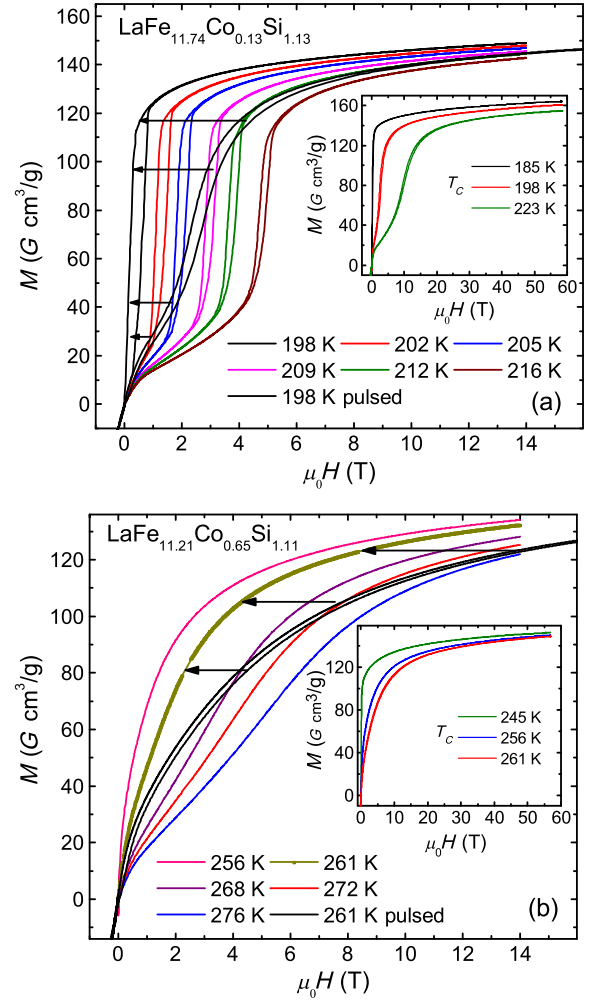 LaFe11.74Co0.13Si1.13
M (G cm³/g)
160
140
120
100
80
60
40
20
0
0 2 4 6 8 10 12 14 16
μ0H (T)
198 K 202 K 205 K
209 K 212 K 216 K
198 K pulsed
(a)
M (G cm³/g)
160
120
80
40
0
0 10 20 30 40 50 60
μ0H (T)
185 K
TC 198 K
223 K
LaFe11.21Co0.65Si1.11
M (G cm³/g)
120
100
80
60
40
20
0
0 2 4 6 8 10 12 14
μ0H (T)
256 K 261 K
268 K 272 K
276 K 261 K pulsed
(b)
M (G cm³/g)
120
80
40
0
0 10 20 30 40 50 60
μ0H (T)
245 K
TC 256 K
261 K